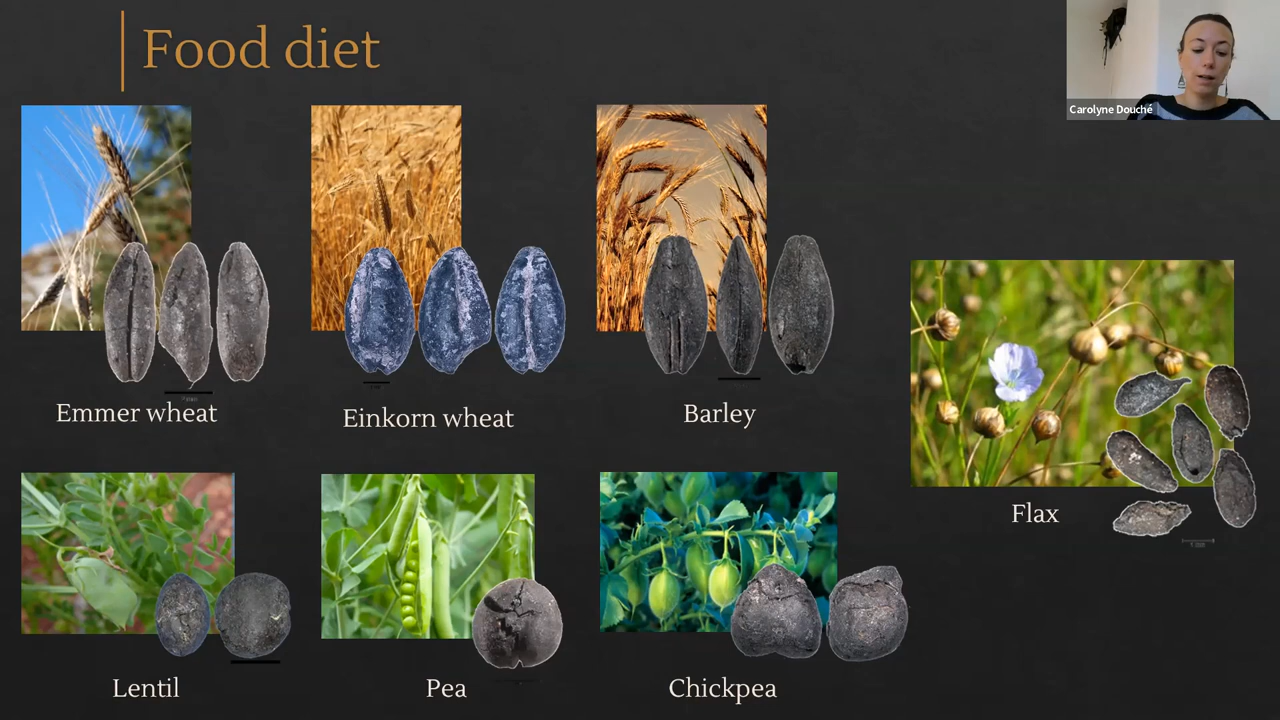 Food diet
Carolyne Douché
Emmer wheat
Einkorn wheat
Barley
Flax
Lentil
Pea
Chickpea